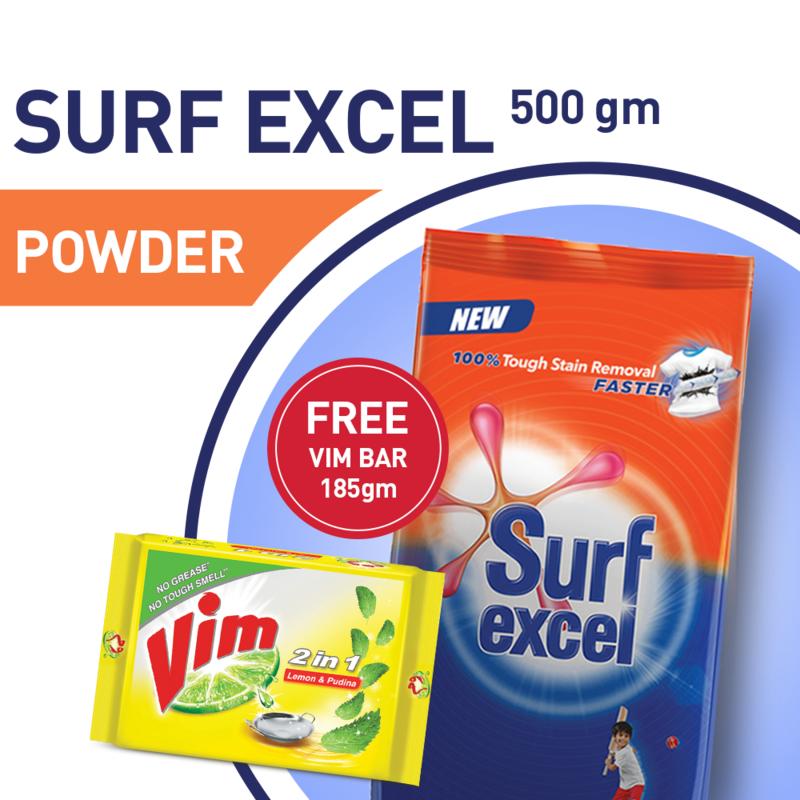 SURF EXCEL 500 gm
POWDER
NEW
100% Tough Stain Removal
FASTER
FREE
VIM BAR
185gm
Surf
excel
NO GREASE*
NO TOUGH SMELL**
Vim
2 in 1
Lemon & Pudina